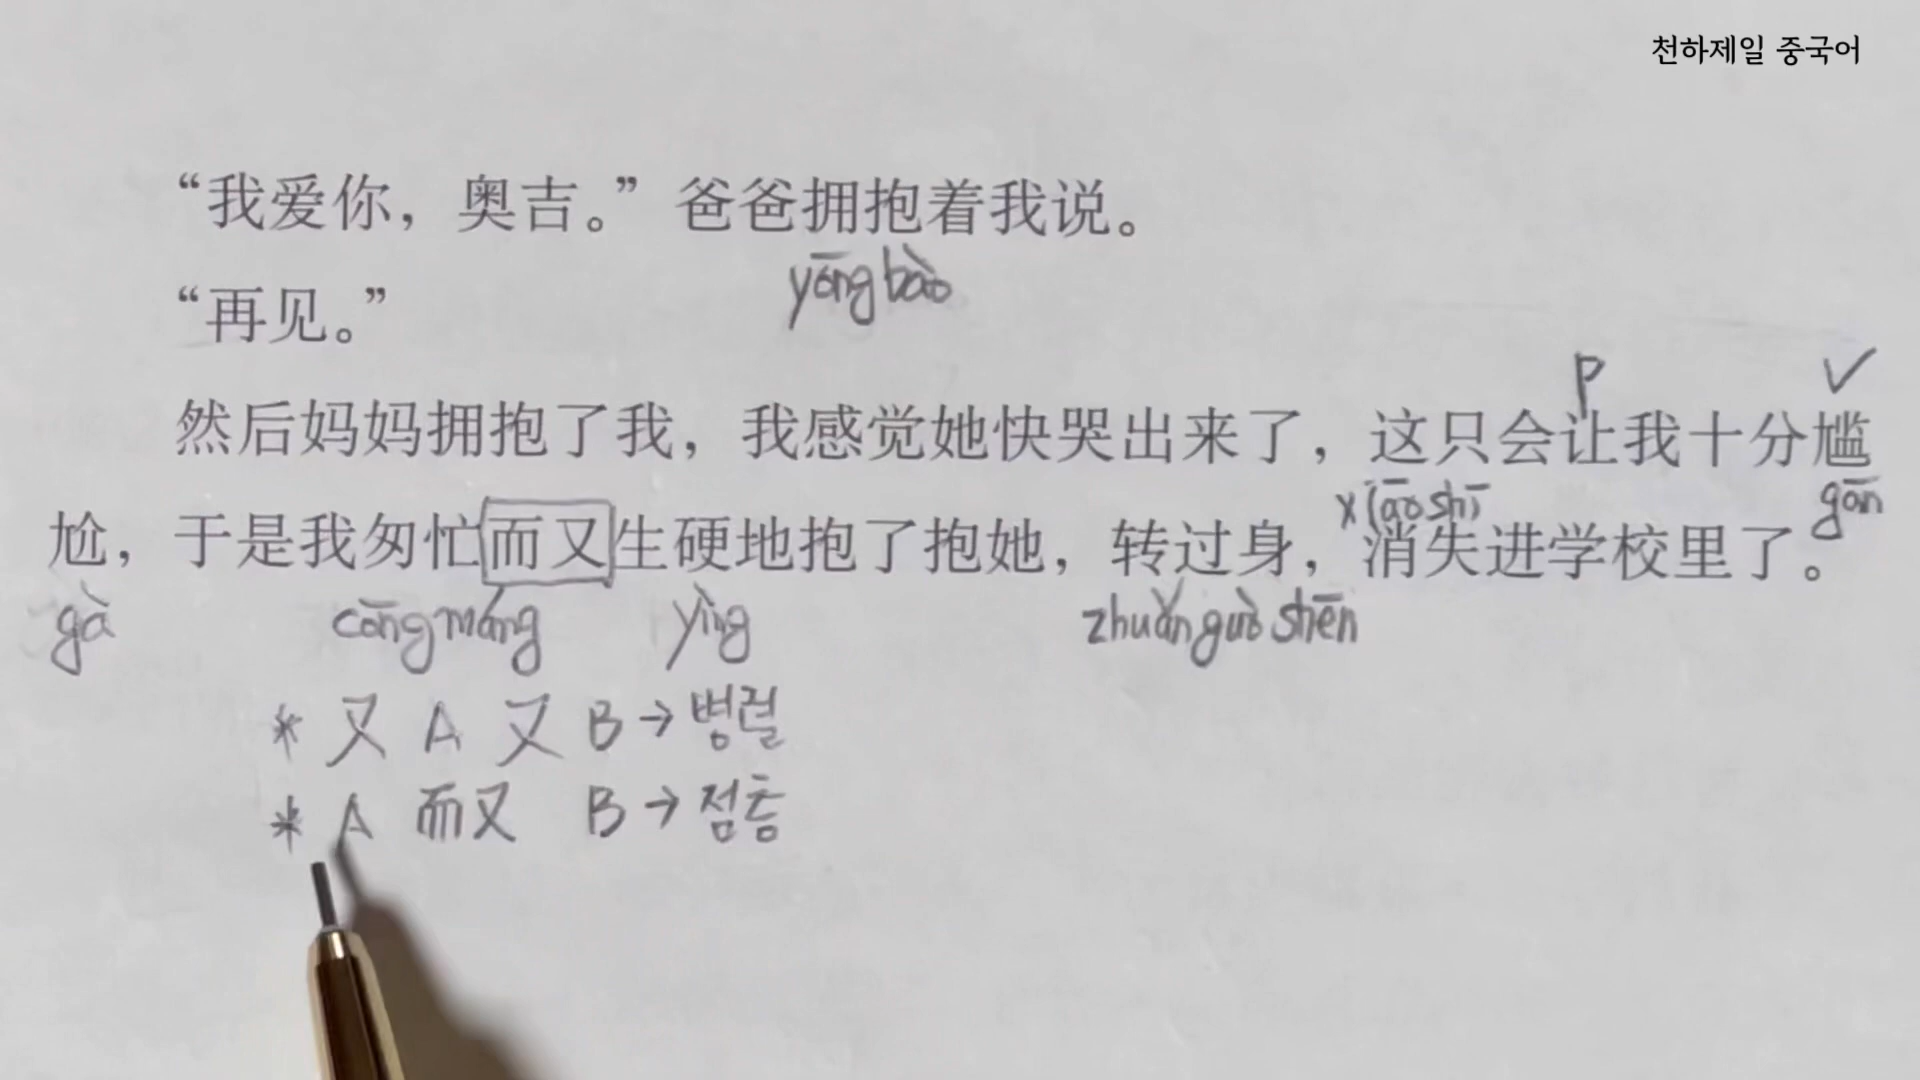 천하제일 중국어
“我爱你，奥吉。”爸爸拥抱着我说。
yōng bào
“再见。”
P ✓
然后妈妈拥抱了我，我感觉她快哭出来了，这只会让我十分尴
xiāo shī gān
尬，于是我匆忙而又生硬地抱了抱她，转过身，消失进学校里了。
gà cōng máng yìng zhuǎn guò shēn
* 又 A 又 B → 병렬
* A 而又 B → 점층